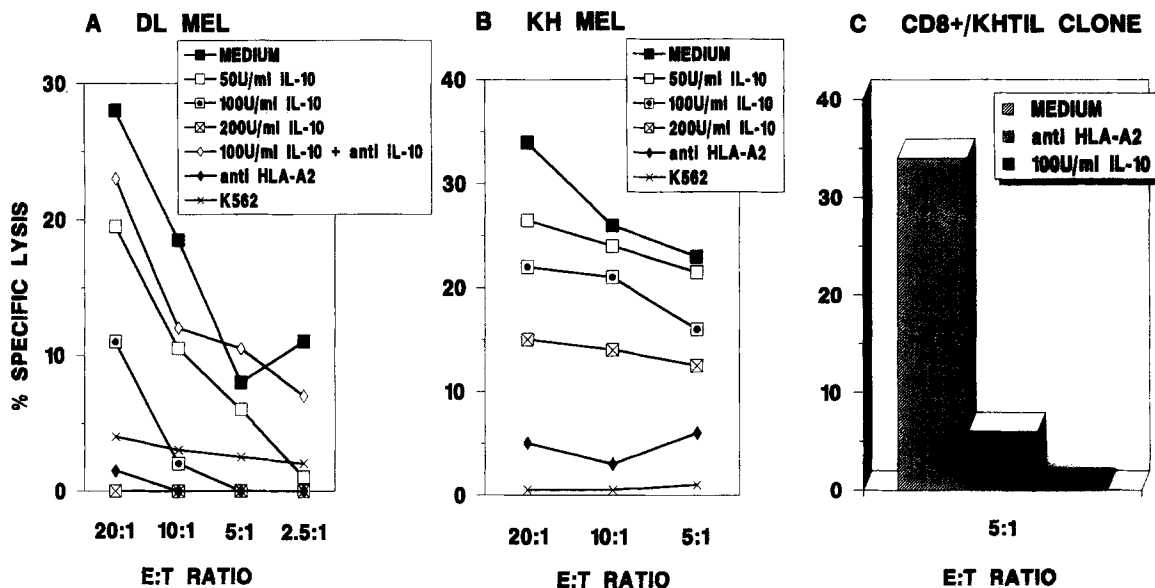 A DL MEL
MEDIUM
50U/ml IL-10
100U/ml IL-10
200U/ml IL-10
100U/ml IL-10 + anti IL-10
anti HLA-A2
K562
30
20
10
0
% SPECIFIC LYSIS
20:1 10:1 5:1 2.5:1
E:T RATIO
B KH MEL
MEDIUM
50U/ml IL-10
100U/ml IL-10
200U/ml IL-10
anti HLA-A2
K562
40
30
20
10
0
20:1 10:1 5:1
E:T RATIO
C CD8+/KHTIL CLONE
MEDIUM
anti HLA-A2
100U/ml IL-10
40
30
20
10
0
5:1
E:T RATIO